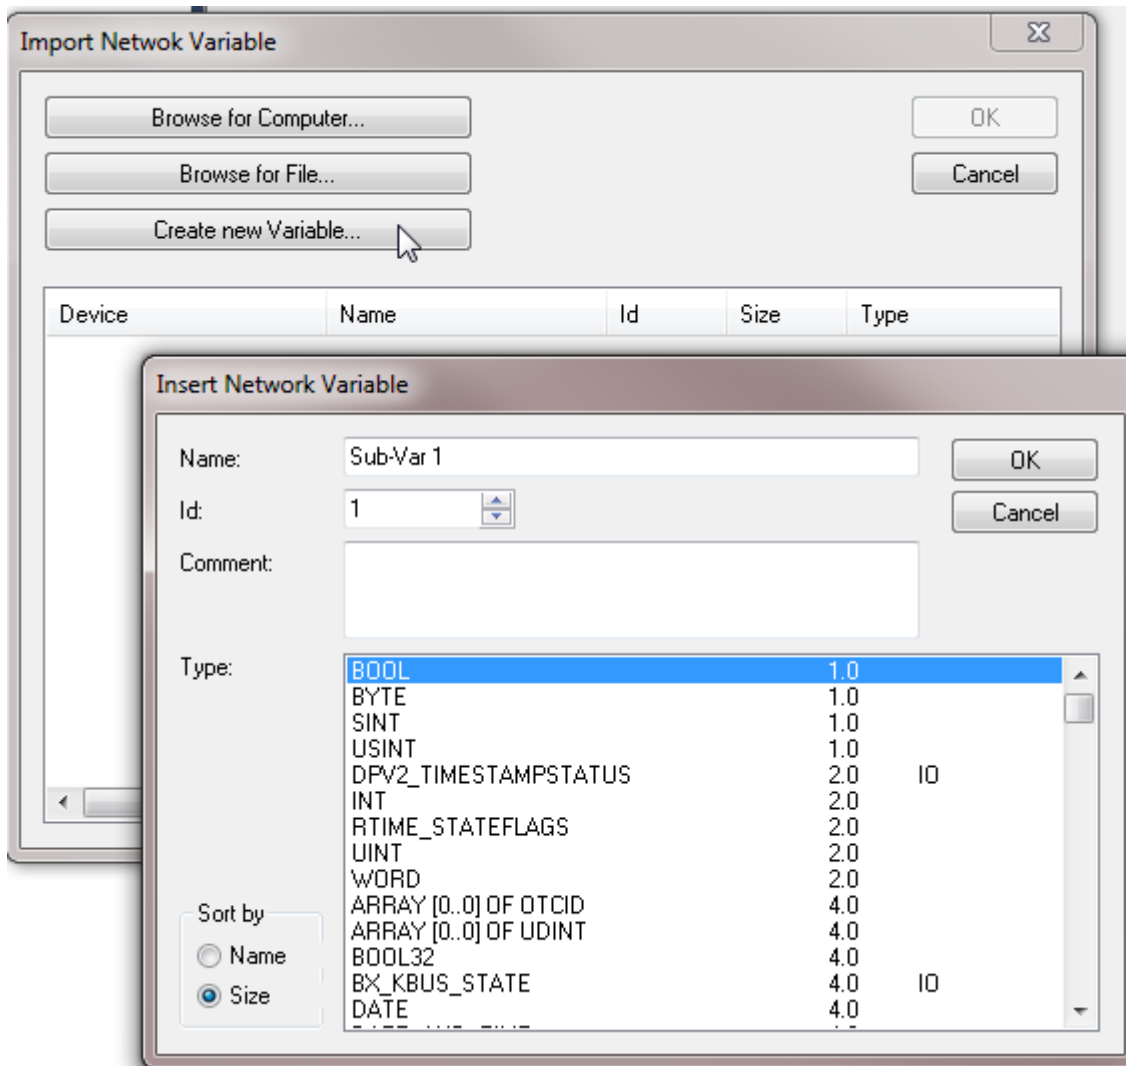 Import Netwok Variable
Browse for Computer...
OK
Browse for File...
Cancel
Create new Variable...
Device Name Id Size Type
Insert Network Variable
Name: Sub-Var 1
OK
Id: 1
Cancel
Comment:
Type:
BOOL 1.0
BYTE 1.0
SINT 1.0
USINT 1.0
DPV2_TIMESTAMPSTATUS 2.0 IO
INT 2.0
RTIME_STATEFLAGS 2.0
UINT 2.0
WORD 2.0
ARRAY [0..0] OF OTCID 4.0
ARRAY [0..0] OF UDINT 4.0
BOOL32 4.0
BX_KBUS_STATE 4.0 IO
DATE 4.0
Sort by
Name
Size